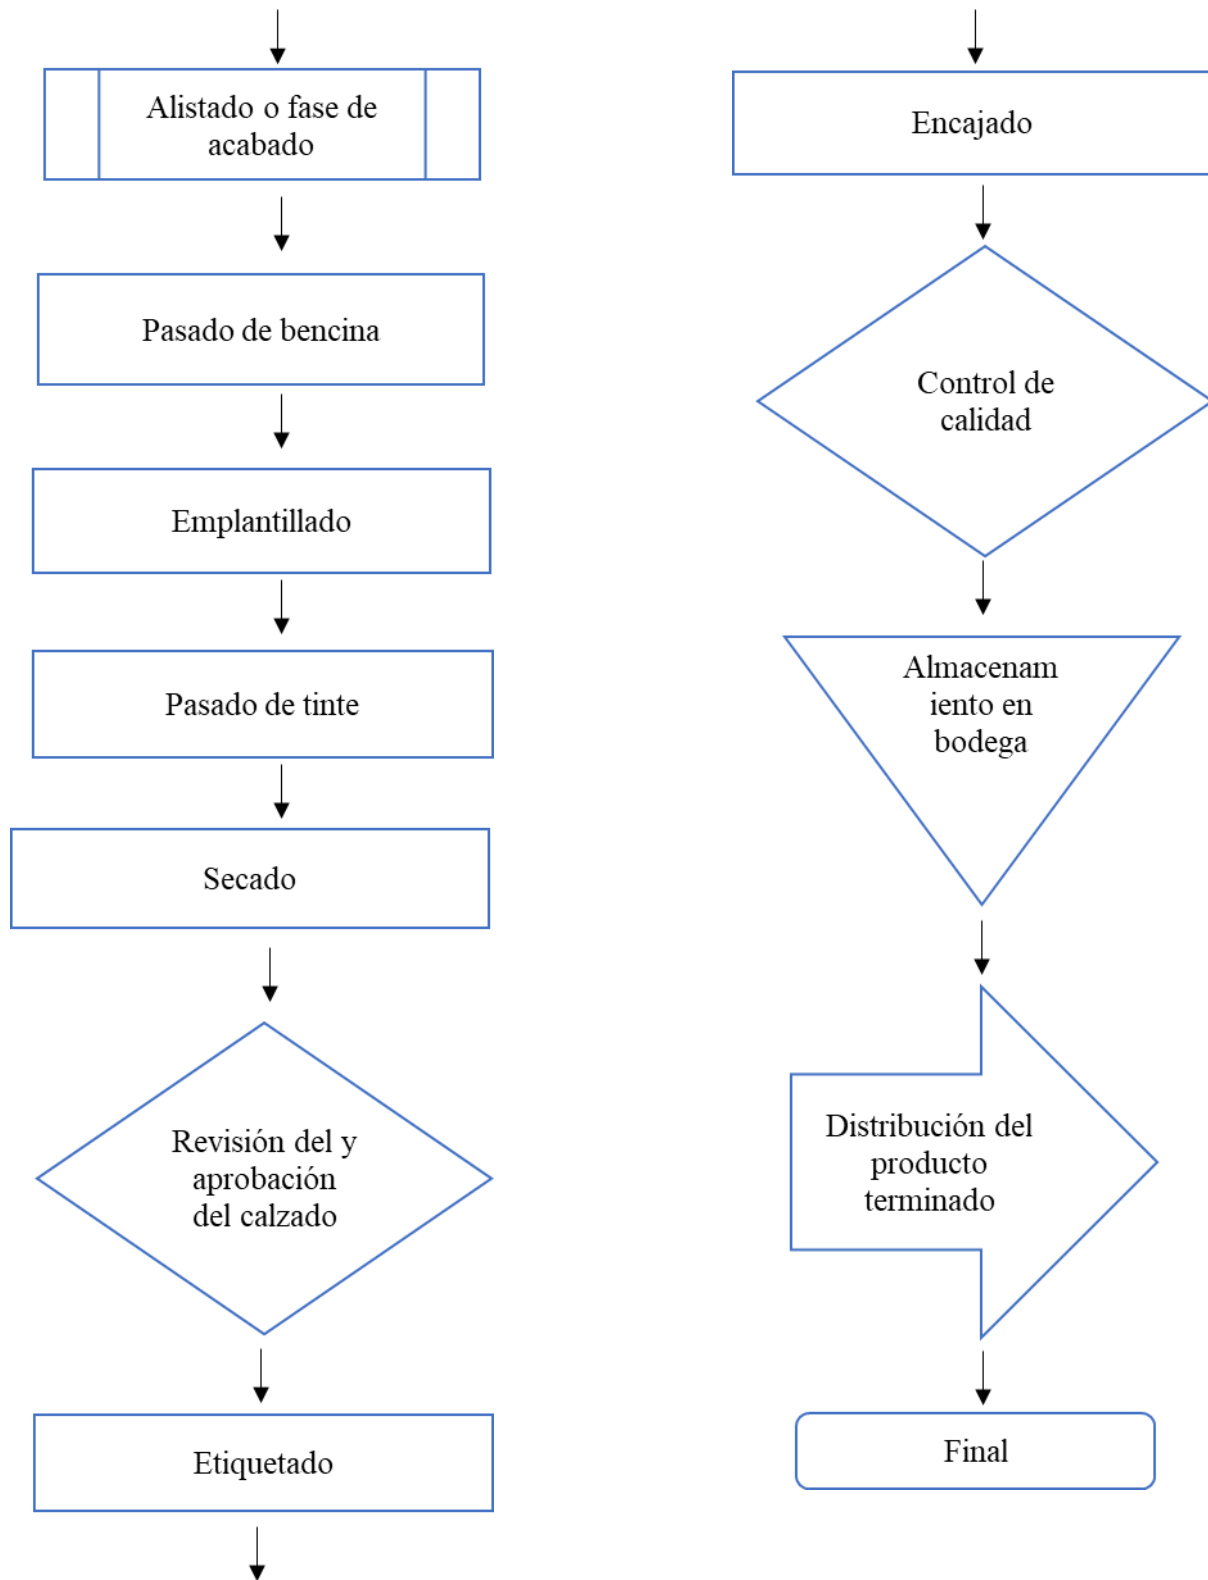 Alistado o fase de
acabado
Pasado de bencina
Emplantillado
Pasado de tinte
Secado
Revisión del y
aprobación
del calzado
Etiquetado
Encajado
Control de
calidad
Almacenam
iento en
bodega
Distribución del
producto
terminado
Final